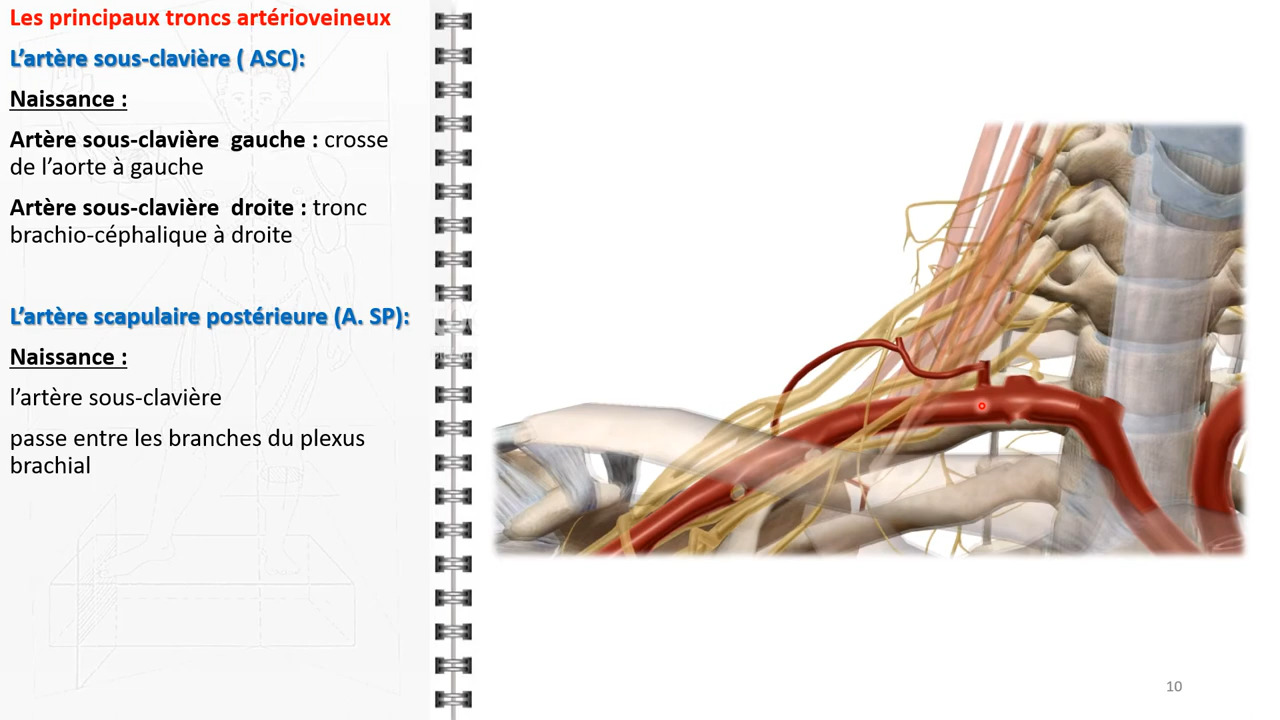 Les principaux troncs artérioveineux
L’artère sous-clavière ( ASC):
Naissance :
Artère sous-clavière  gauche : crosse
de l’aorte à gauche
Artère sous-clavière  droite : tronc
brachio-céphalique à droite
L’artère scapulaire postérieure (A. SP):
Naissance :
l’artère sous-clavière
passe entre les branches du plexus
brachial
10